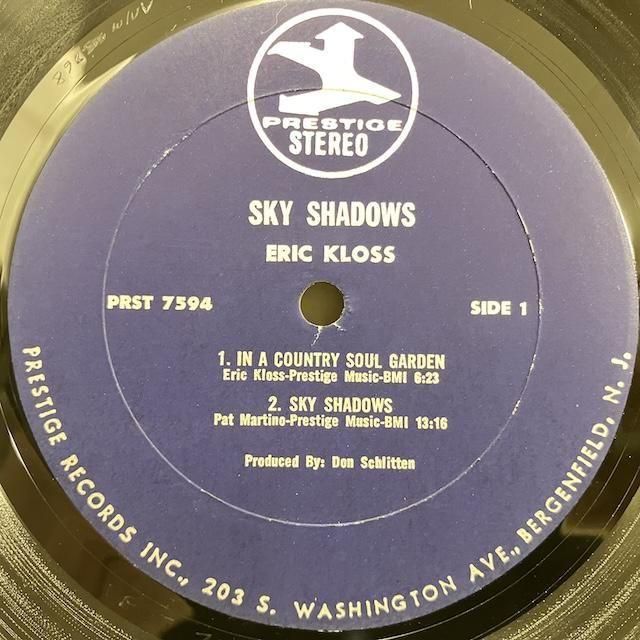 PRESTIGE
STEREO
SKY SHADOWS
ERIC KLOSS
PRST 7594
SIDE 1
1. IN A COUNTRY SOUL GARDEN
Eric Kloss-Prestige Music-BMI 6:23
2. SKY SHADOWS
Pat Martino-Prestige Music-BMI 13:16
Produced By: Don Schlitten
PRESTIGE RECORDS INC., 203 S. WASHINGTON AVE., BERGENFIELD, N. J.